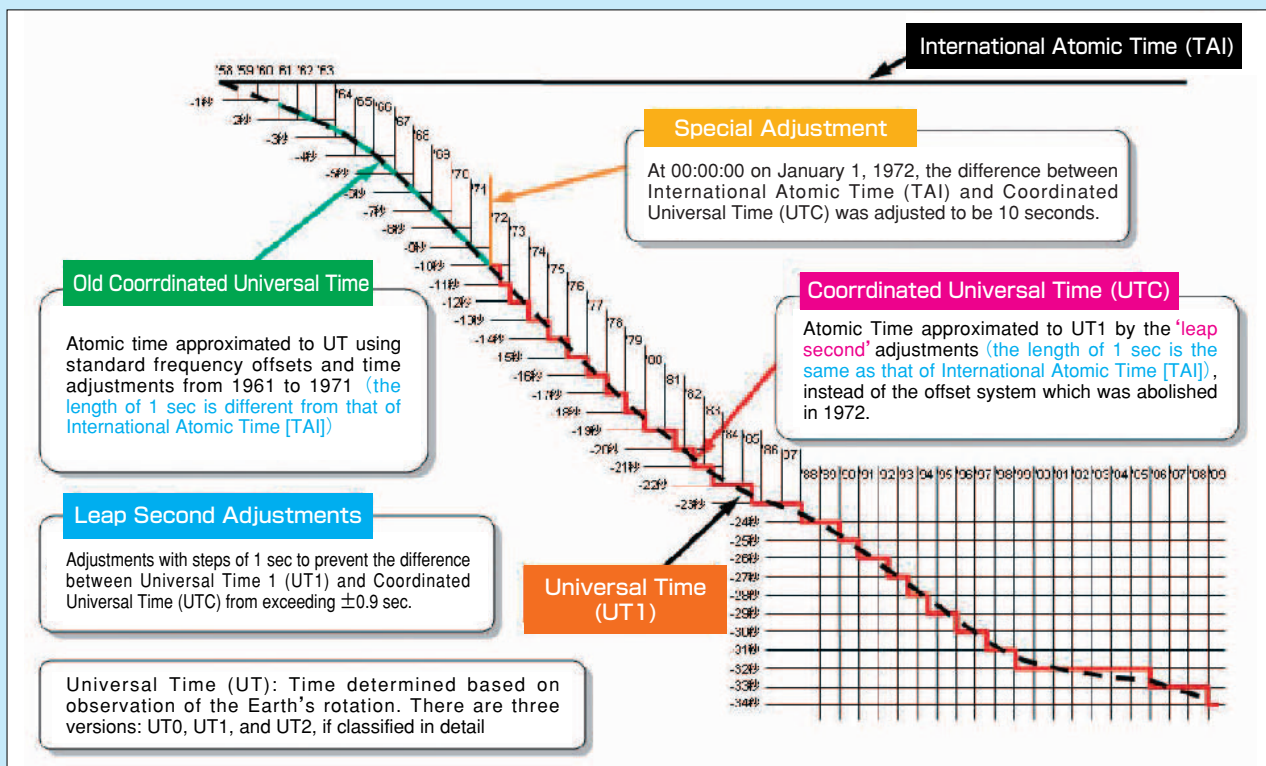 International Atomic Time (TAI)
'58 '59 '60 '61 '62 '63
'64
'65
'66
'67
'68
'69
'70
'71
'72
'73
'74
'75
'76
'77
'78
'79
'00
'81
'82
'83
'84
'05
'86
'07
'88 '89 '90 '91 '92 '93 '94 '95 '96 '97 '98 '99 '00 '01 '02 '03 '04 '05 '06 '07 '08 '09
-1秒
-2秒
-3秒
-4秒
-5秒
-6秒
-7秒
-8秒
-9秒
-10秒
-11秒
-12秒
-13秒
-14秒
15秒
-16秒
-17秒
-18秒
-19秒
-20秒
-21秒
-22秒
-23秒
-24秒
-25秒
-26秒
-27秒
-28秒
-29秒
-30秒
-31秒
-32秒
-33秒
-34秒
Special Adjustment
At 00:00:00 on January 1, 1972, the difference between
International Atomic Time (TAI) and Coordinated
Universal Time (UTC) was adjusted to be 10 seconds.
Old Coorrdinated Universal Time
Atomic time approximated to UT using
standard frequency offsets and time
adjustments from 1961 to 1971 (the
length of 1 sec is different from that of
International Atomic Time [TAI])
Coorrdinated Universal Time (UTC)
Atomic Time approximated to UT1 by the 'leap
second' adjustments (the length of 1 sec is the
same as that of International Atomic Time [TAI]),
instead of the offset system which was abolished
in 1972.
Leap Second Adjustments
Adjustments with steps of 1 sec to prevent the difference
between Universal Time 1 (UT1) and Coordinated
Universal Time (UTC) from exceeding ±0.9 sec.
Universal Time
(UT1)
Universal Time (UT): Time determined based on
observation of the Earth's rotation. There are three
versions: UT0, UT1, and UT2, if classified in detail